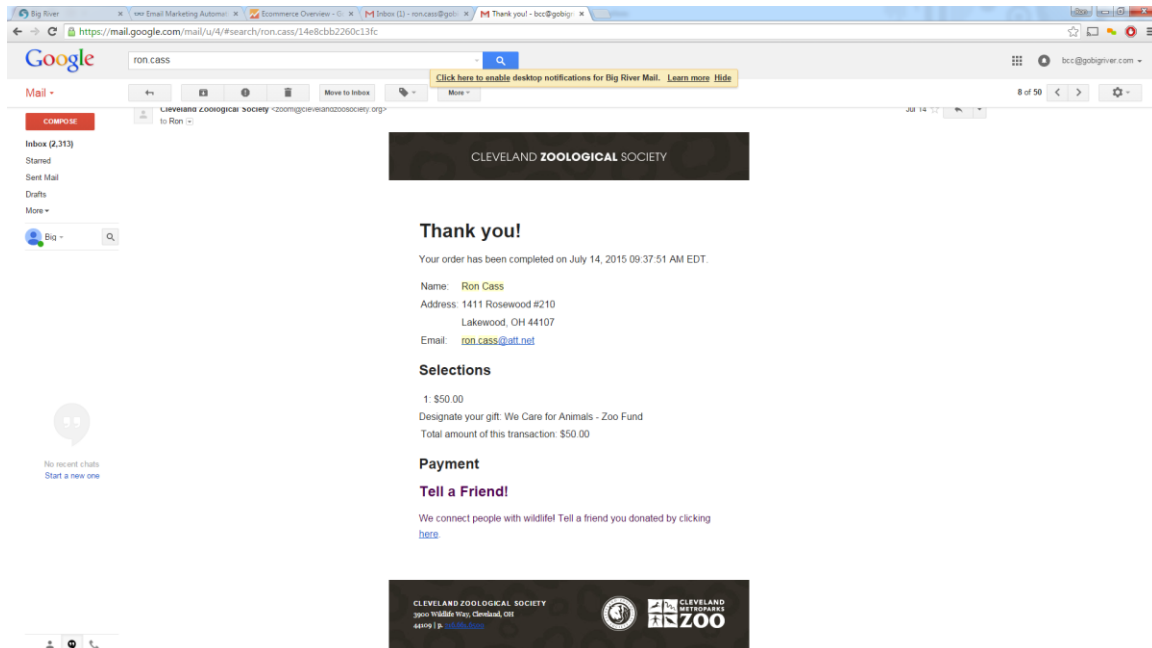 Big River
Email Marketing Automat
Ecommerce Overview - G
Inbox (1) - ron.cass@gobi
Thank you! - bcc@gobigri
https://mail.google.com/mail/u/4/#search/ron.cass/14e8cbb2260c13fc
Google
ron.cass
bcc@gobigriver.com
Click here to enable desktop notifications for Big River Mail. Learn more Hide
Mail
Move to Inbox
More
8 of 50
COMPOSE
Cleveland Zoological Society <zoom@clevelandzoosociety.org>
Jul 14
to Ron
Inbox (2,313)
Starred
Sent Mail
Drafts
More
Big
CLEVELAND ZOOLOGICAL SOCIETY
Thank you!
Your order has been completed on July 14, 2015 09:37:51 AM EDT.
Name: Ron Cass
Address: 1411 Rosewood #210
Lakewood, OH 44107
Email: ron.cass@att.net
Selections
1: $50.00
Designate your gift: We Care for Animals - Zoo Fund
Total amount of this transaction: $50.00
Payment
Tell a Friend!
We connect people with wildlife! Tell a friend you donated by clicking
here.
No recent chats
Start a new one
CLEVELAND ZOOLOGICAL SOCIETY
3900 Wildlife Way, Cleveland, OH
44109 | p.
CLEVELAND
METROPARKS
ZOO